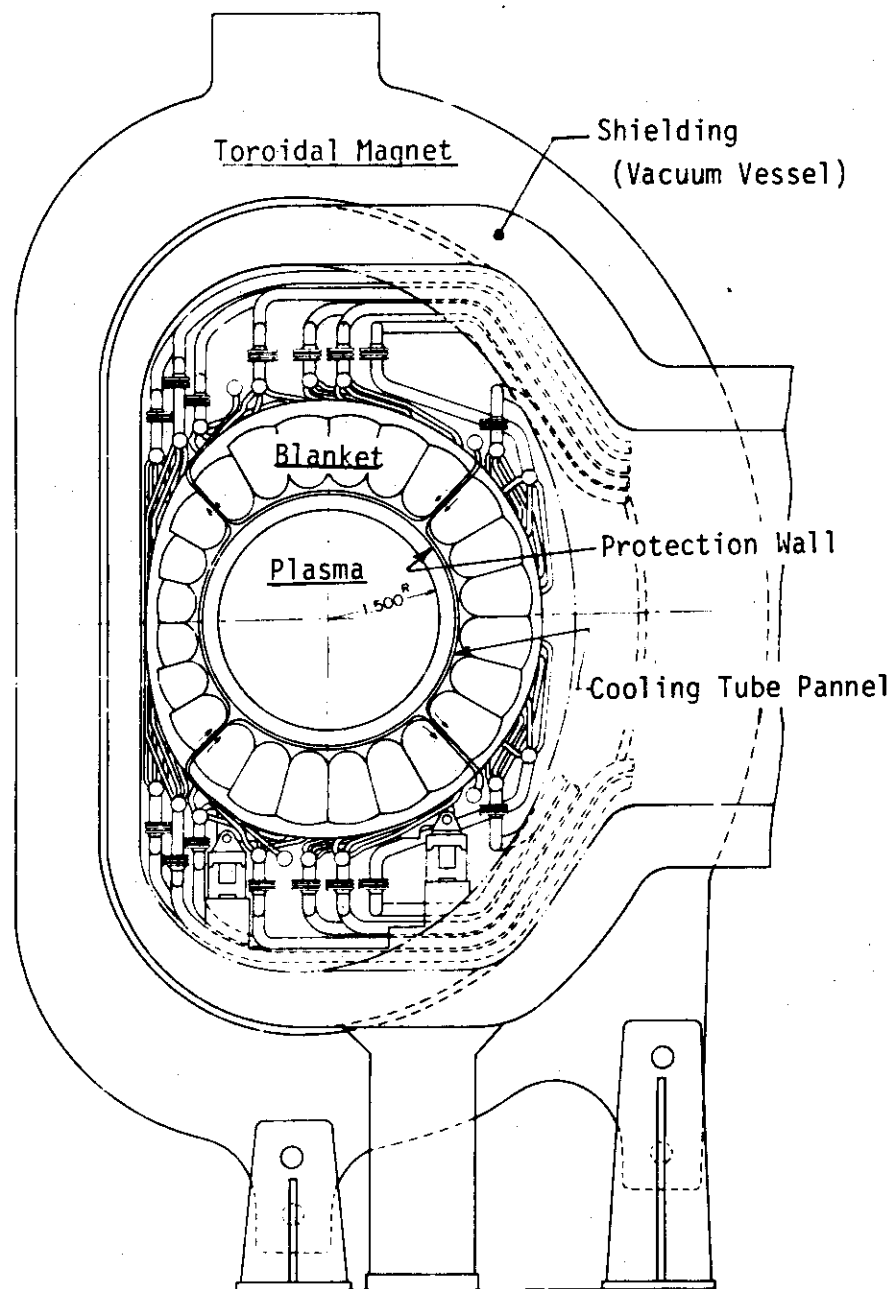 Toroidal Magnet
Shielding
(Vacuum Vessel)
Blanket
Plasma
1.500ᴿ
Protection Wall
Cooling Tube Pannel